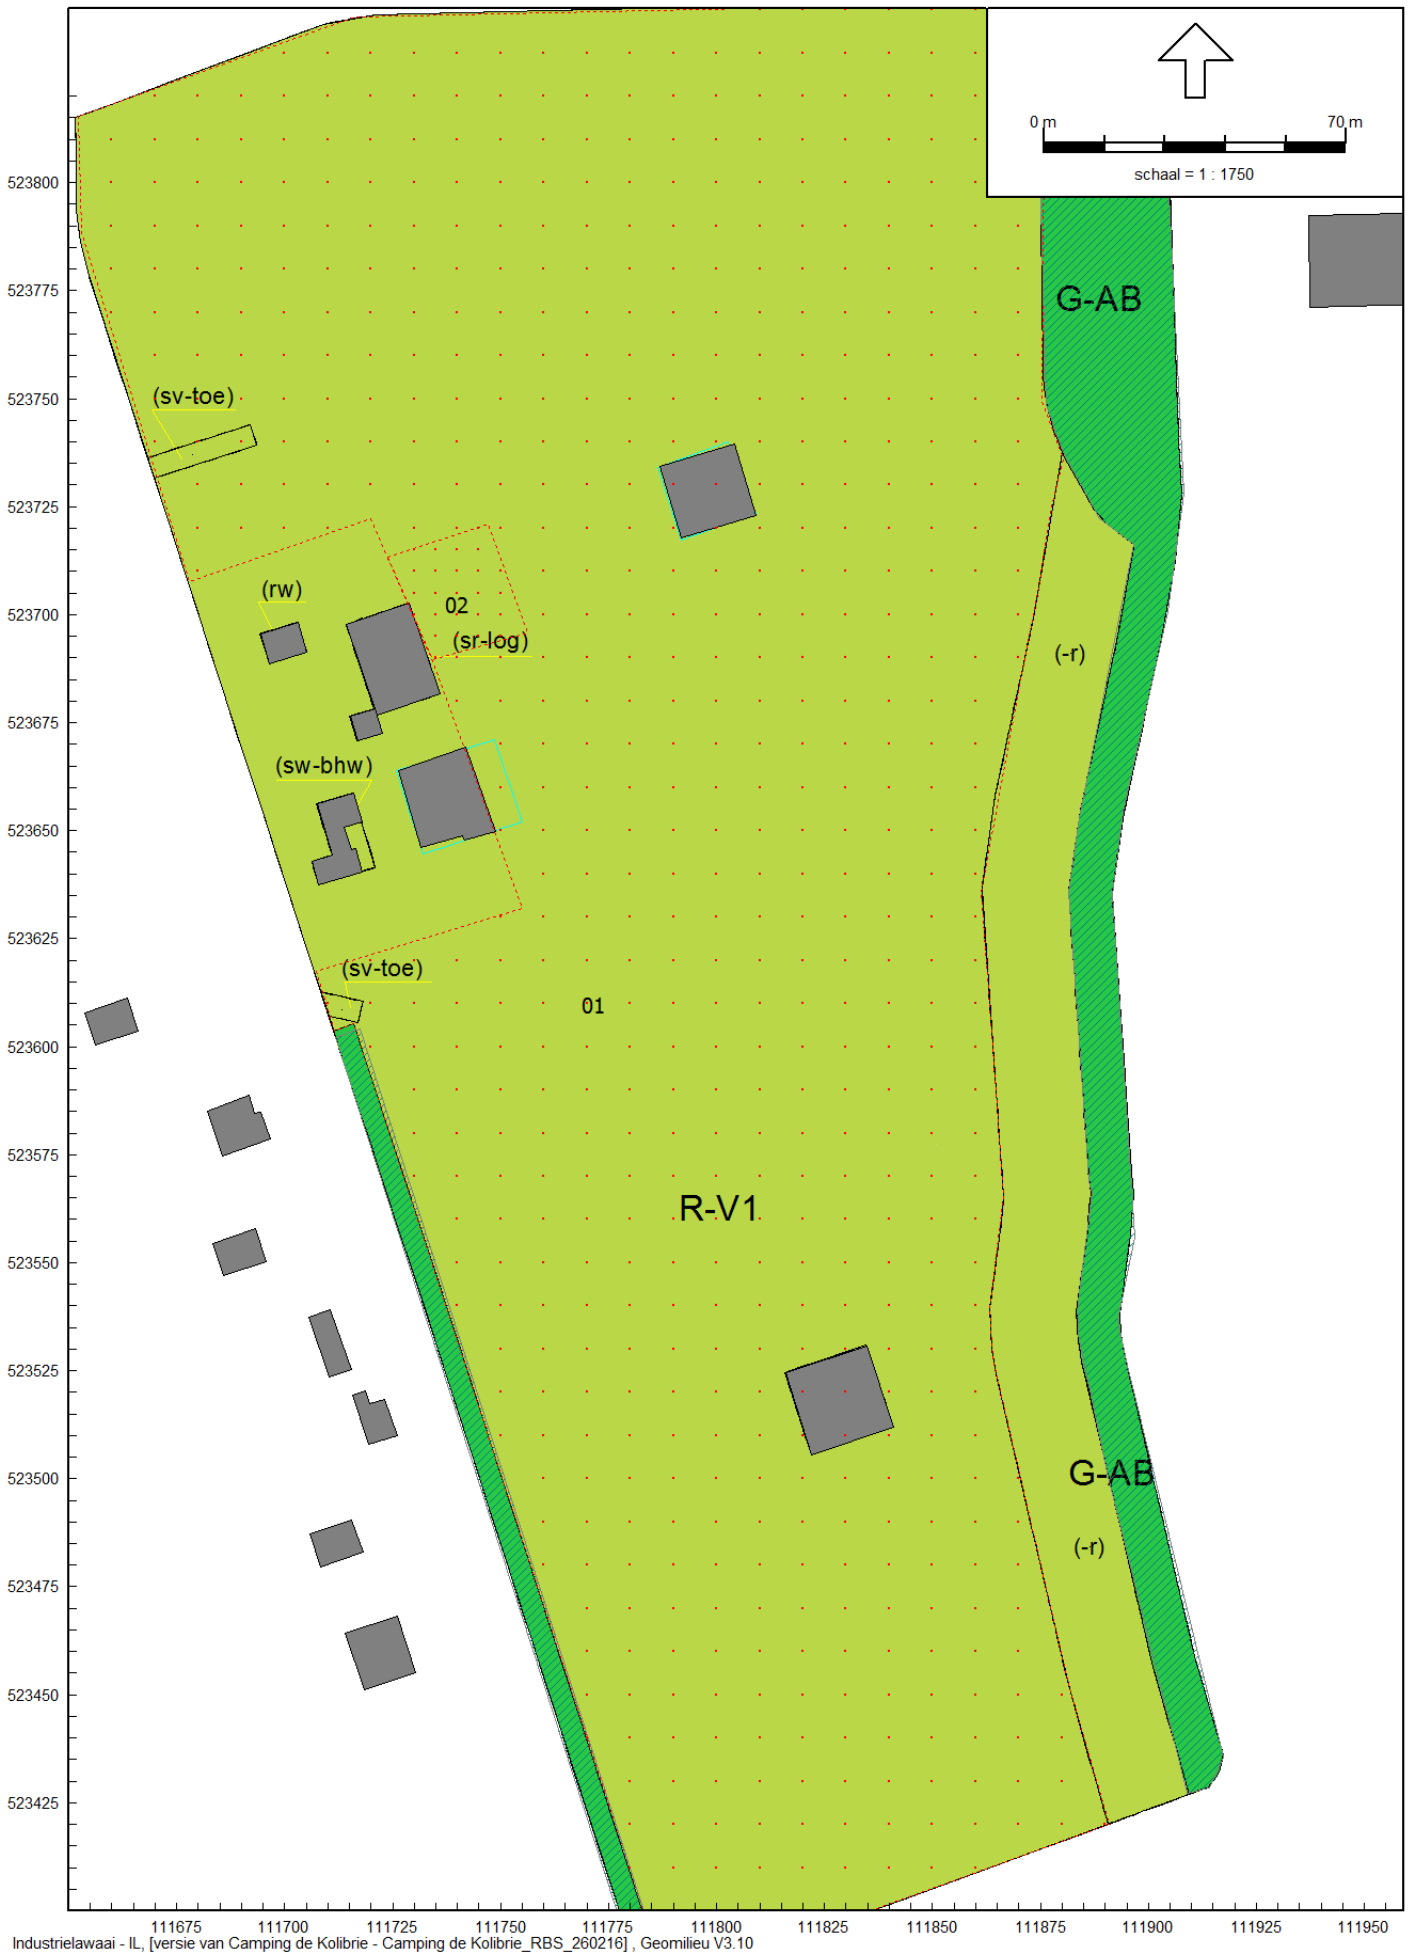 0 m 70 m
schaal = 1 : 1750
523800
523775
G-AB
523750
(sv-toe)
523725
(rw)
523700
02
(sr-log)
(-r)
523675
(sw-bhw)
523650
523625
(sv-toe)
01
523600
523575
R-V1
523550
523525
523500
G-AB
(-r)
523475
523450
523425
111675 111700 111725 111750 111775 111800 111825 111850 111875 111900 111925 111950
Industrielawaai - IL, [versie van Camping de Kolibrie - Camping de Kolibrie_RBS_260216] , Geomilieu V3.10